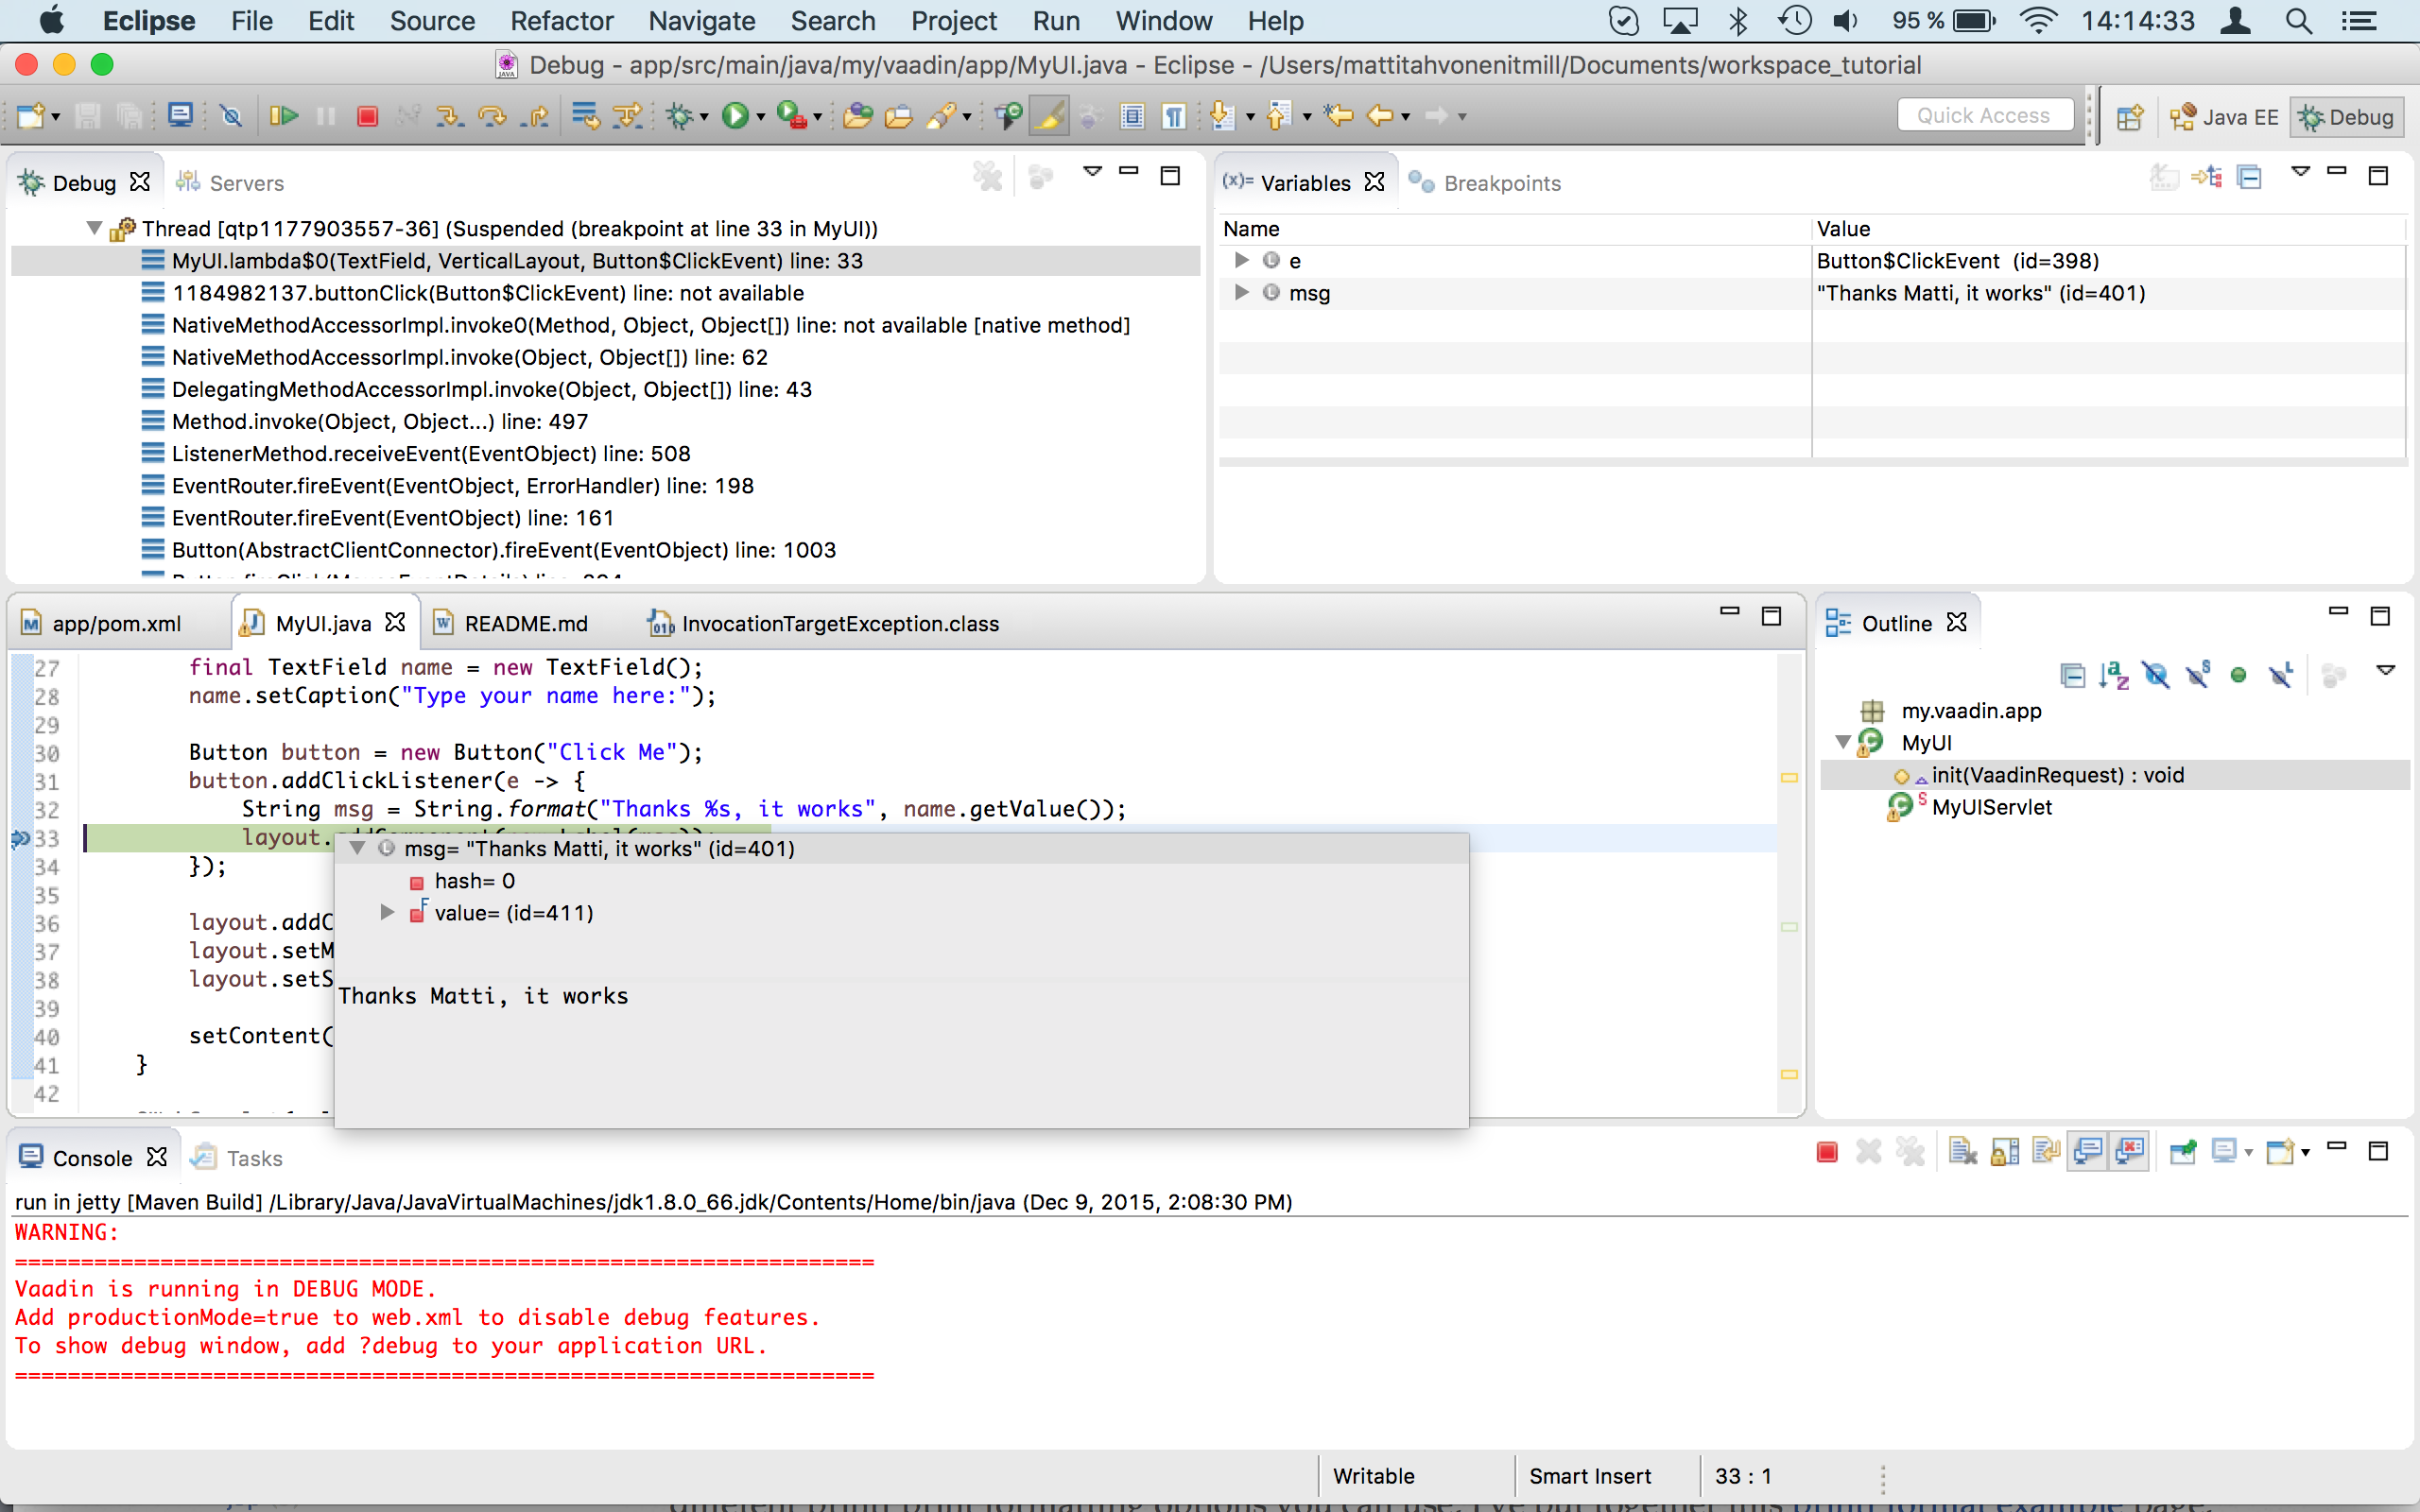 Eclipse File Edit Source Refactor Navigate Search Project Run Window Help 95 % 14:14:33
Debug - app/src/main/java/my/vaadin/app/MyUI.java - Eclipse - /Users/mattitahvonenitmill/Documents/workspace_tutorial
Quick Access Java EE Debug
Debug Servers
Thread [qtp1177903557-36] (Suspended (breakpoint at line 33 in MyUI))
MyUI.lambda$0(TextField, VerticalLayout, Button$ClickEvent) line: 33
1184982137.buttonClick(Button$ClickEvent) line: not available
NativeMethodAccessorImpl.invoke0(Method, Object, Object[]) line: not available [native method]
NativeMethodAccessorImpl.invoke(Object, Object[]) line: 62
DelegatingMethodAccessorImpl.invoke(Object, Object[]) line: 43
Method.invoke(Object, Object...) line: 497
ListenerMethod.receiveEvent(EventObject) line: 508
EventRouter.fireEvent(EventObject, ErrorHandler) line: 198
EventRouter.fireEvent(EventObject) line: 161
Button(AbstractClientConnector).fireEvent(EventObject) line: 1003
(x)= Variables Breakpoints
Name Value
e Button$ClickEvent (id=398)
msg "Thanks Matti, it works" (id=401)
app/pom.xml MyUI.java README.md InvocationTargetException.class
27 final TextField name = new TextField();
28 name.setCaption("Type your name here:");
29
30 Button button = new Button("Click Me");
31 button.addClickListener(e -> {
32 String msg = String.format("Thanks %s, it works", name.getValue());
33 layout.
34 });
35
36 layout.addC
37 layout.setM
38 layout.setS
39
40 setContent(
41 }
42
msg= "Thanks Matti, it works" (id=401)
hash= 0
value= (id=411)
Thanks Matti, it works
Outline
my.vaadin.app
MyUI
init(VaadinRequest) : void
MyUIServlet
Console Tasks
run in jetty [Maven Build] /Library/Java/JavaVirtualMachines/jdk1.8.0_66.jdk/Contents/Home/bin/java (Dec 9, 2015, 2:08:30 PM)
WARNING:
=================================================================
Vaadin is running in DEBUG MODE.
Add productionMode=true to web.xml to disable debug features.
To show debug window, add ?debug to your application URL.
=================================================================
Writable Smart Insert 33 : 1